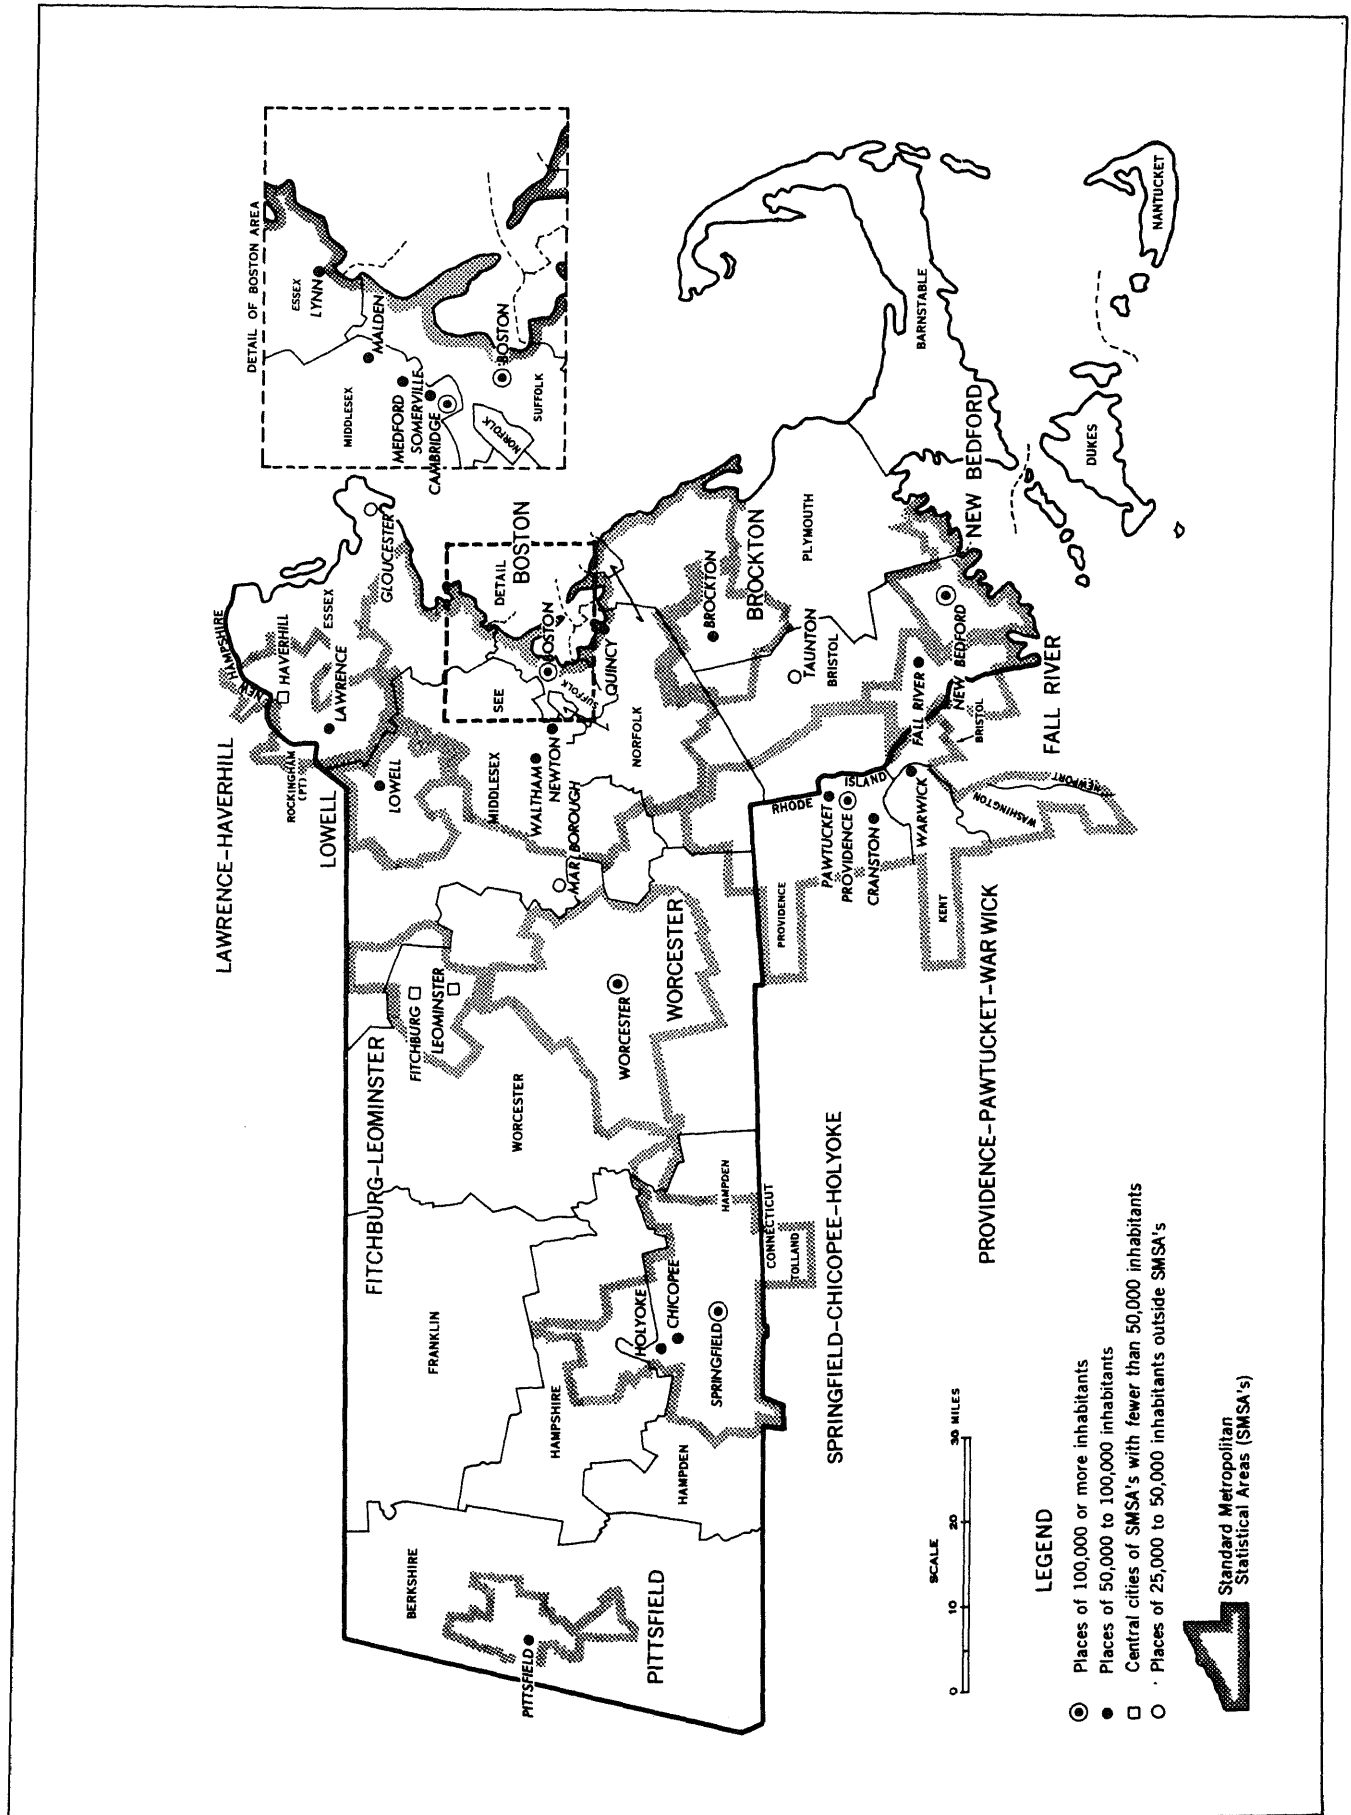 DETAIL OF BOSTON AREA
ESSEX
LYNN
MALDEN
MIDDLESEX
MEDFORD
SOMERVILLE
CAMBRIDGE
BOSTON
NORFOLK
SUFFOLK
LAWRENCE-HAVERHILL
NEW HAMPSHIRE
HAVERHILL
ESSEX
LAWRENCE
GLOUCESTER
ROCKINGHAM
(PT)
LOWELL
LOWELL
MIDDLESEX
SEE
DETAIL
BOSTON
BOSTON
SUFFOLK
WALTHAM
NEWTON
MARLBOROUGH
QUINCY
NORFOLK
FITCHBURG-LEOMINSTER
FITCHBURG
LEOMINSTER
WORCESTER
WORCESTER
WORCESTER
BROCKTON
BROCKTON
PLYMOUTH
TAUNTON
BRISTOL
NEW BEDFORD
NEW BEDFORD
FALL RIVER
FALL RIVER
BRISTOL
BARNSTABLE
DUKES
NANTUCKET
RHODE ISLAND
PAWTUCKET
PROVIDENCE
CRANSTON
WARWICK
PROVIDENCE
KENT
WASHINGTON
NEWPORT
PROVIDENCE-PAWTUCKET-WARWICK
FRANKLIN
HAMPSHIRE
HOLYOKE
CHICOPEE
SPRINGFIELD
HAMPDEN
HAMPDEN
CONNECTICUT
TOLLAND
SPRINGFIELD-CHICOPEE-HOLYOKE
BERKSHIRE
PITTSFIELD
PITTSFIELD
SCALE
0 10 20 30 MILES
LEGEND
Places of 100,000 or more inhabitants
Places of 50,000 to 100,000 inhabitants
Central cities of SMSA's with fewer than 50,000 inhabitants
Places of 25,000 to 50,000 inhabitants outside SMSA's
Standard Metropolitan
Statistical Areas (SMSA's)